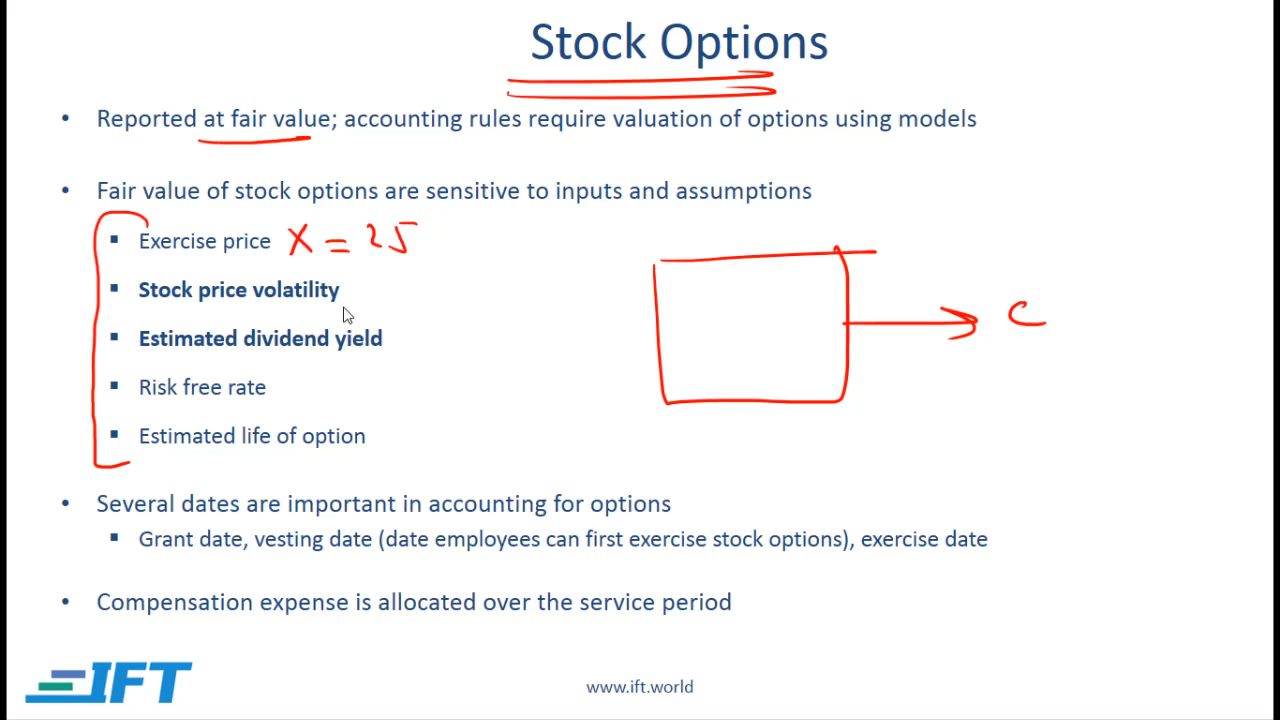 Stock Options
• Reported at fair value; accounting rules require valuation of options using models
• Fair value of stock options are sensitive to inputs and assumptions
▪ Exercise price X = 25
▪ Stock price volatility
▪ Estimated dividend yield
▪ Risk free rate
▪ Estimated life of option
C
• Several dates are important in accounting for options
▪ Grant date, vesting date (date employees can first exercise stock options), exercise date
• Compensation expense is allocated over the service period
IFT
www.ift.world